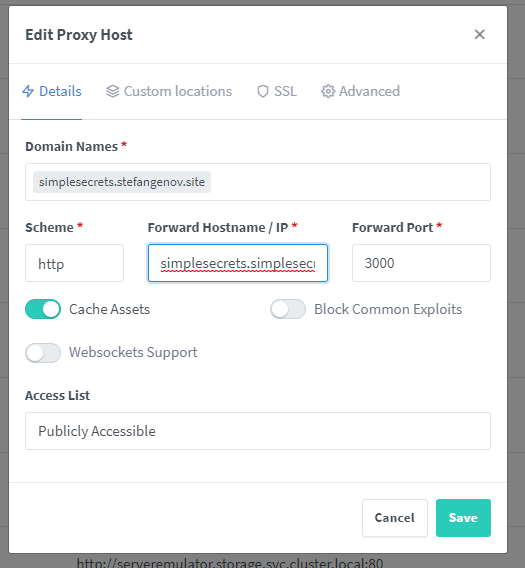 Edit Proxy Host
Details Custom locations SSL Advanced
Domain Names *
simplesecrets.stefangenov.site
Scheme * Forward Hostname / IP * Forward Port *
http simplesecrets.simplesecr 3000
Cache Assets Block Common Exploits
Websockets Support
Access List
Publicly Accessible
Cancel Save
http://serveremulator.storage.svc.cluster.local:80